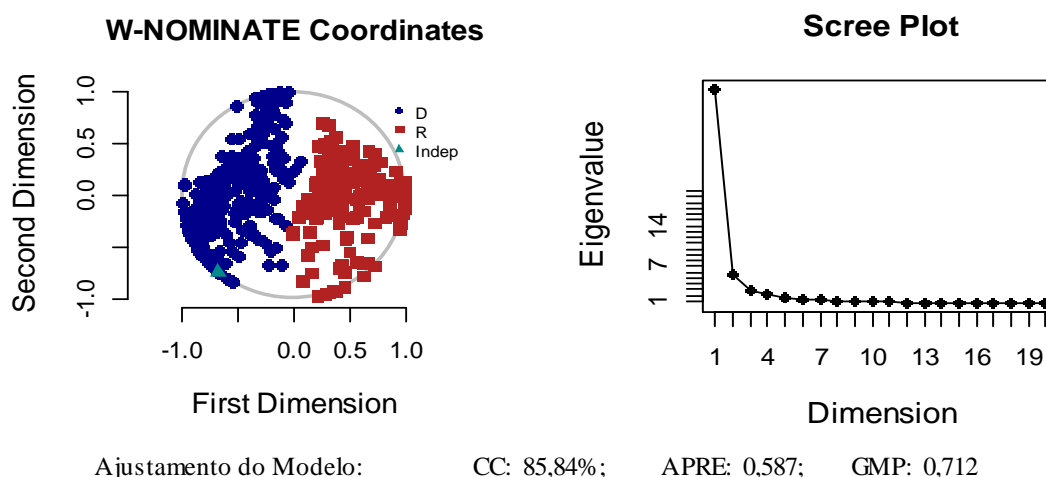 W-NOMINATE Coordinates
Second Dimension
1.0
0.5
0.0
-1.0
-1.0
0.0
0.5
1.0
First Dimension
D
R
Indep
Scree Plot
Eigenvalue
14
7
1
1
4
7
10
13
16
19
Dimension
Ajustamento do Modelo: CC: 85,84%; APRE: 0,587; GMP: 0,712